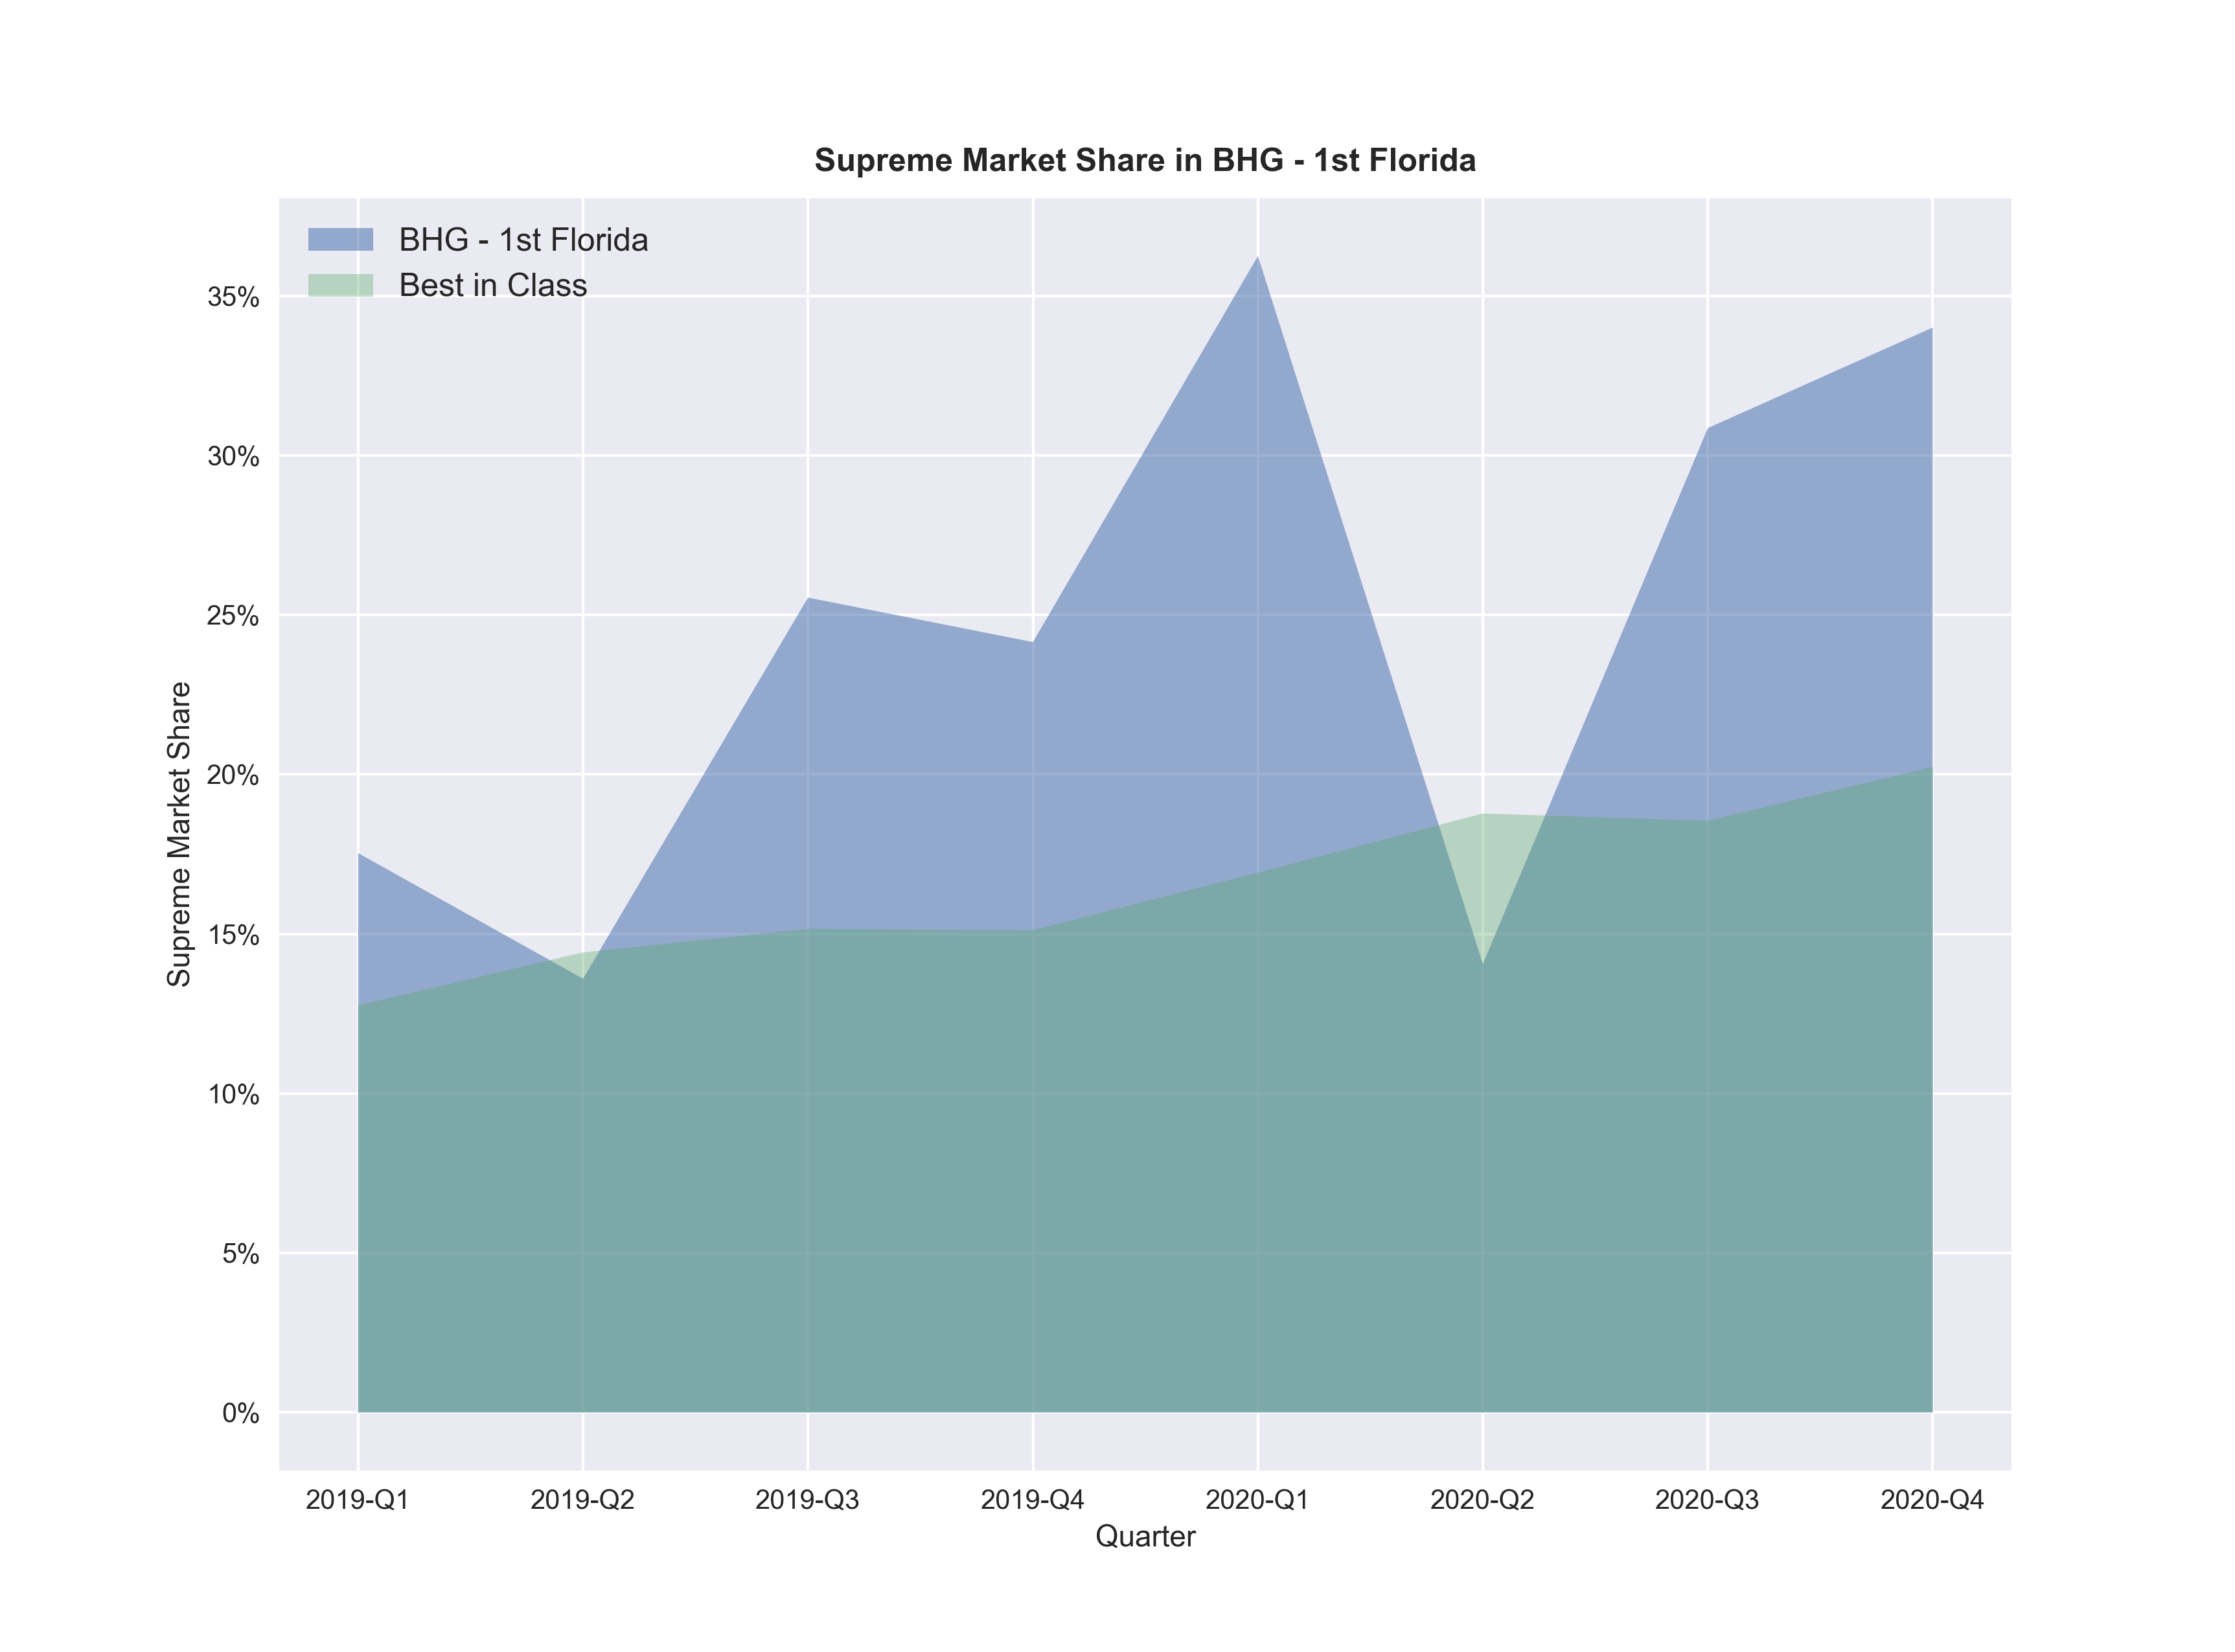 Supreme Market Share in BHG - 1st Florida
BHG - 1st Florida
Best in Class
35%
30%
25%
20%
15%
10%
5%
0%
Supreme Market Share
2019-Q1 2019-Q2 2019-Q3 2019-Q4 2020-Q1 2020-Q2 2020-Q3 2020-Q4
Quarter